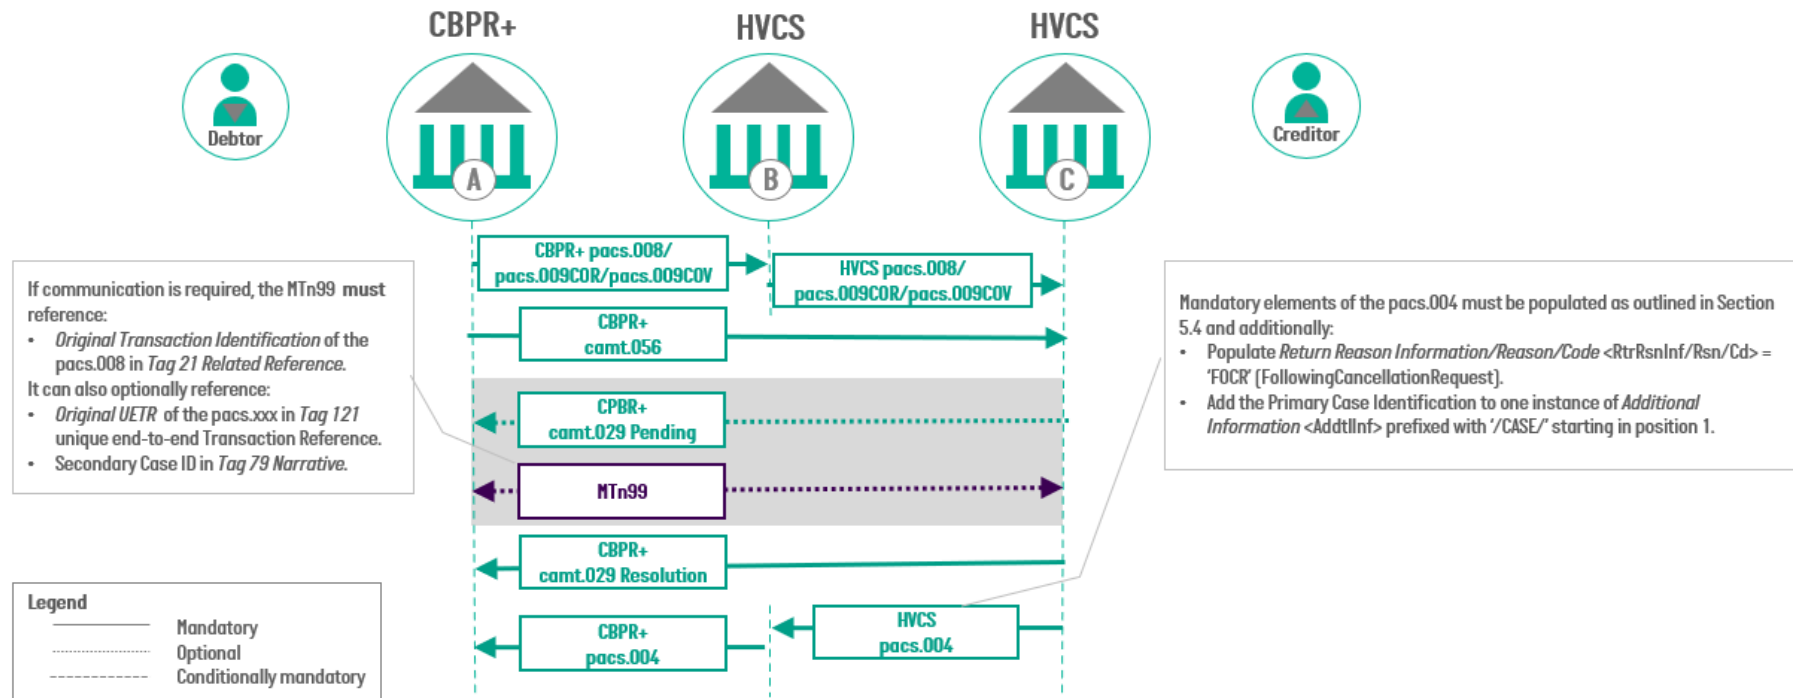 CBPR+
HVCS
HVCS
Debtor
A
B
C
Creditor
CBPR+ pacs.008/
pacs.009COR/pacs.009COV
HVCS pacs.008/
pacs.009COR/pacs.009COV
CBPR+
camt.056
If communication is required, the MTn99 must
reference:
• Original Transaction Identification of the
pacs.008 in Tag 21 Related Reference.
It can also optionally reference:
• Original UETR of the pacs.xxx in Tag 121
unique end-to-end Transaction Reference.
• Secondary Case ID in Tag 79 Narrative.
Mandatory elements of the pacs.004 must be populated as outlined in Section
5.4 and additionally:
• Populate Return Reason Information/Reason/Code <RtrRsnInf/Rsn/Cd> =
'FOCR' (FollowingCancellationRequest).
• Add the Primary Case Identification to one instance of Additional
Information <AddtlInf> prefixed with '/CASE/' starting in position 1.
CPBR+
camt.029 Pending
MTn99
CBPR+
camt.029 Resolution
HVCS
pacs.004
CBPR+
pacs.004
Legend
Mandatory
Optional
Conditionally mandatory